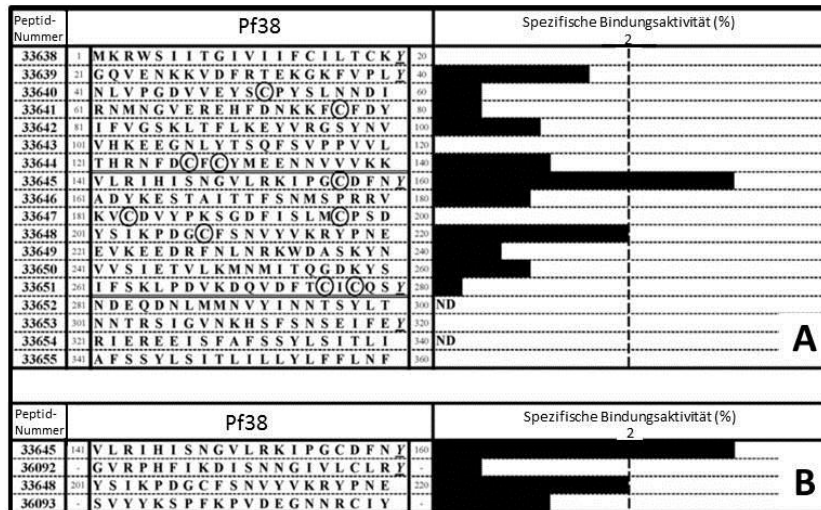 Peptid-Nummer Pf38 Spezifische Bindungsaktivität (%)
2
33638 1 MKRWSIITGIVIIFCILTCKY 20
33639 21 GQVENKKVDFRTEKGKFVPLY 40
33640 41 NLVPGDVVEYSCPYSLNNDI 60
33641 61 RNMNGVEREHFDNKKFCFDY
33642 81 IFVGSKLTFLKEYVRGSYNV 100
33643 101 VHKEEGNLYTSQFSVPPVVL 120
33644 121 THRNFDCFCYMEENNVVVKK 140
33645 141 VLRIHISNGVLRKIPGCDFNY 160
33646 161 ADYKESTAITTFSNMSPRRV 180
33647 181 KVCDVYPKSGDFISLMCPSD 200
33648 201 YSIKPDGCFSNVYVKRYPNE 220
33649 221 EVKEEDRFNLNRKWDASKYN
33650 241 VVSIETVLKMNMITQGDKYS 260
33651 261 IFSKLPDVKDQVDFTCICQSY 280
33652 281 NDEQDNLMMNVYINNTSYLT 300 ND
33653 301 NNTRSIGVNKHSFSNSEIFEY 320
33654 321 RIEREEISFAFSSYLSITLI 340 ND
33655 341 AFSSYLSITLILLYLFFLNF 360
A
Peptid-Nummer Pf38 Spezifische Bindungsaktivität (%)
2
33645 141 VLRIHISNGVLRKIPGCDFNY 160
36092 - GVRPHFIKDISNNGIVLCLRY -
33648 201 YSIKPDGCFSNVYVKRYPNE 220
36093 - SVYYKSPFKPVDEGNNRCIY -
B